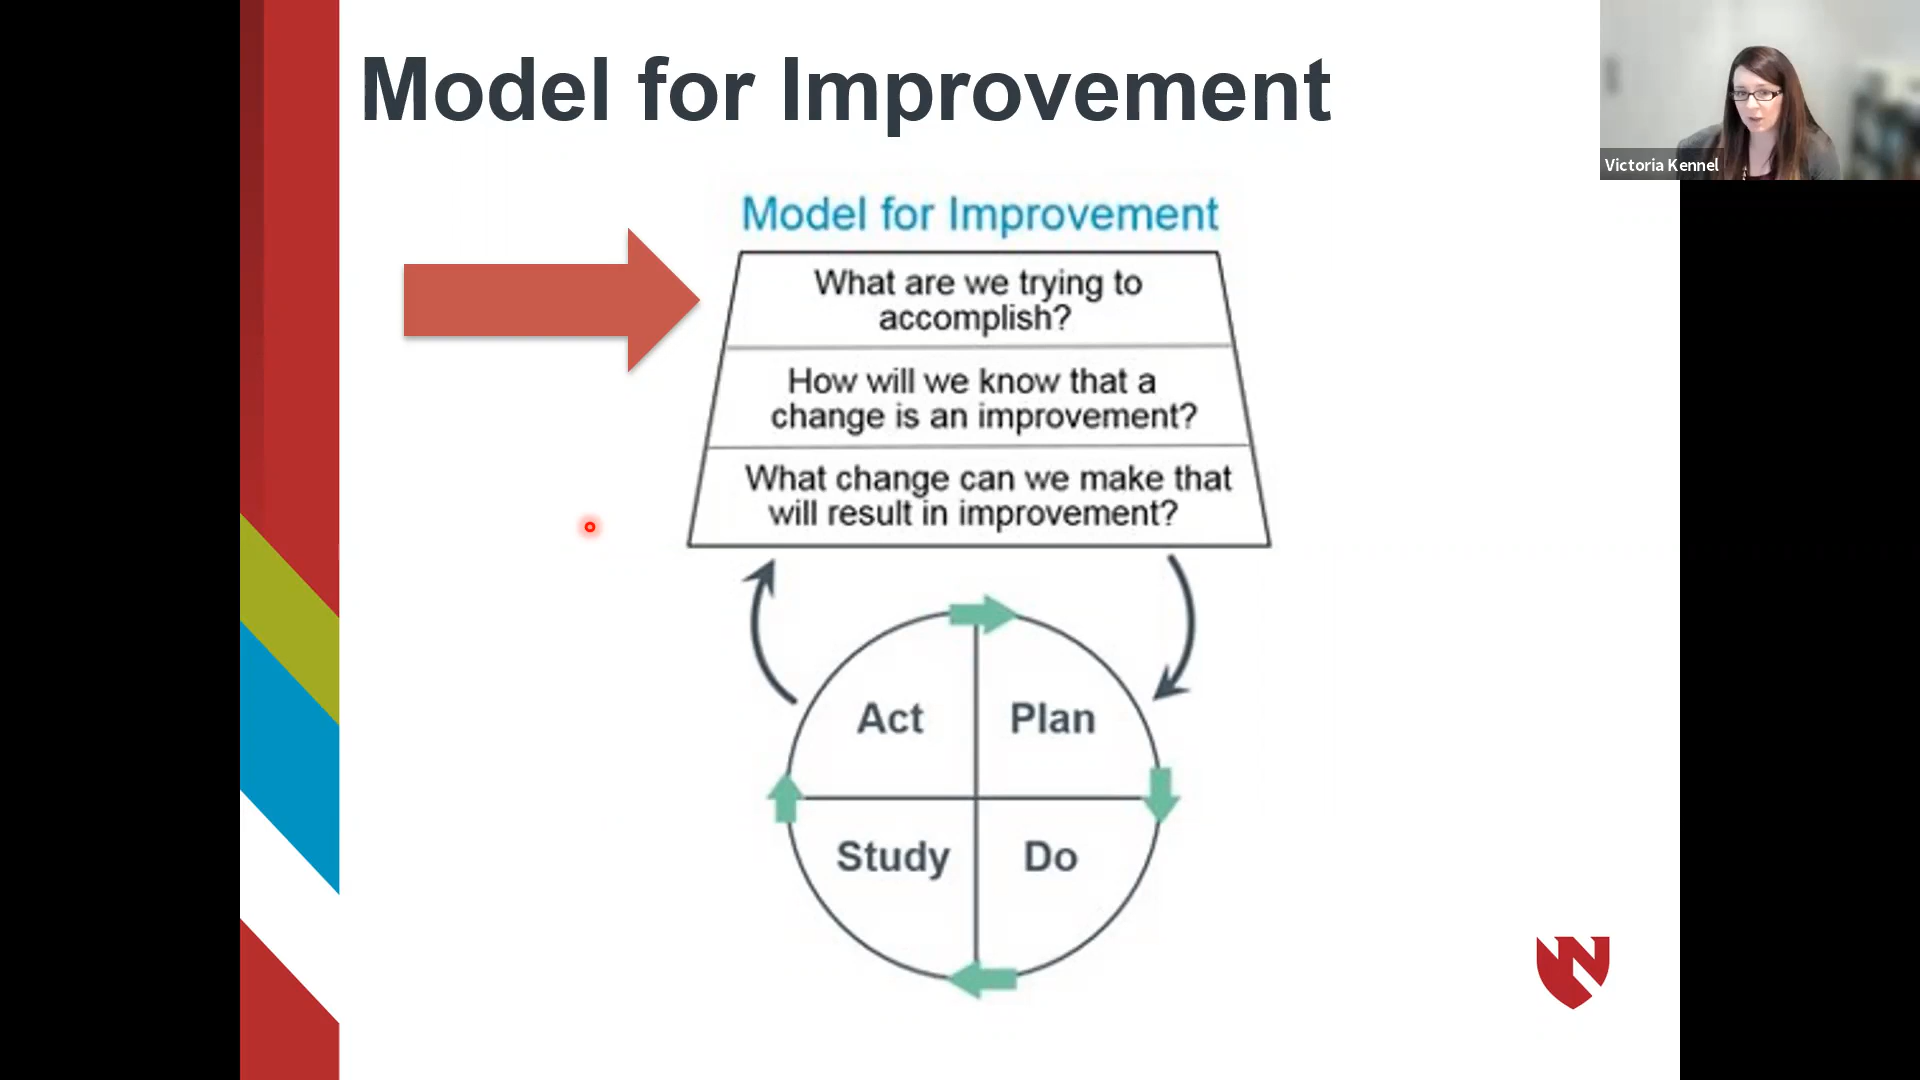 Model for Improvement
Victoria Kennel
Model for Improvement
What are we trying to
accomplish?
How will we know that a
change is an improvement?
What change can we make that
will result in improvement?
Act
Plan
Study
Do